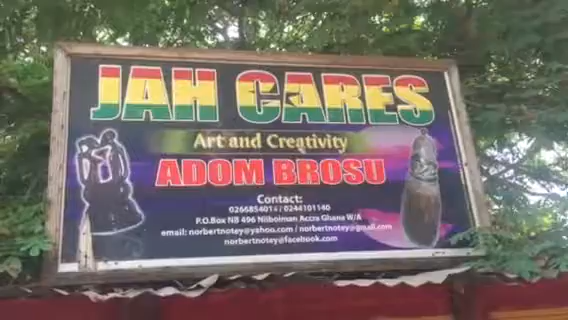 JAH CARES
Art and Creativity
ADOM BROSU
Contact:
0266854014 / 0244101140
P.O.Box NB 496 Niiboiman Accra Ghana W/A
email: norbertnotey@yahoo.com / norbertnotey@gmail.com
norbertnotey@facebook.com